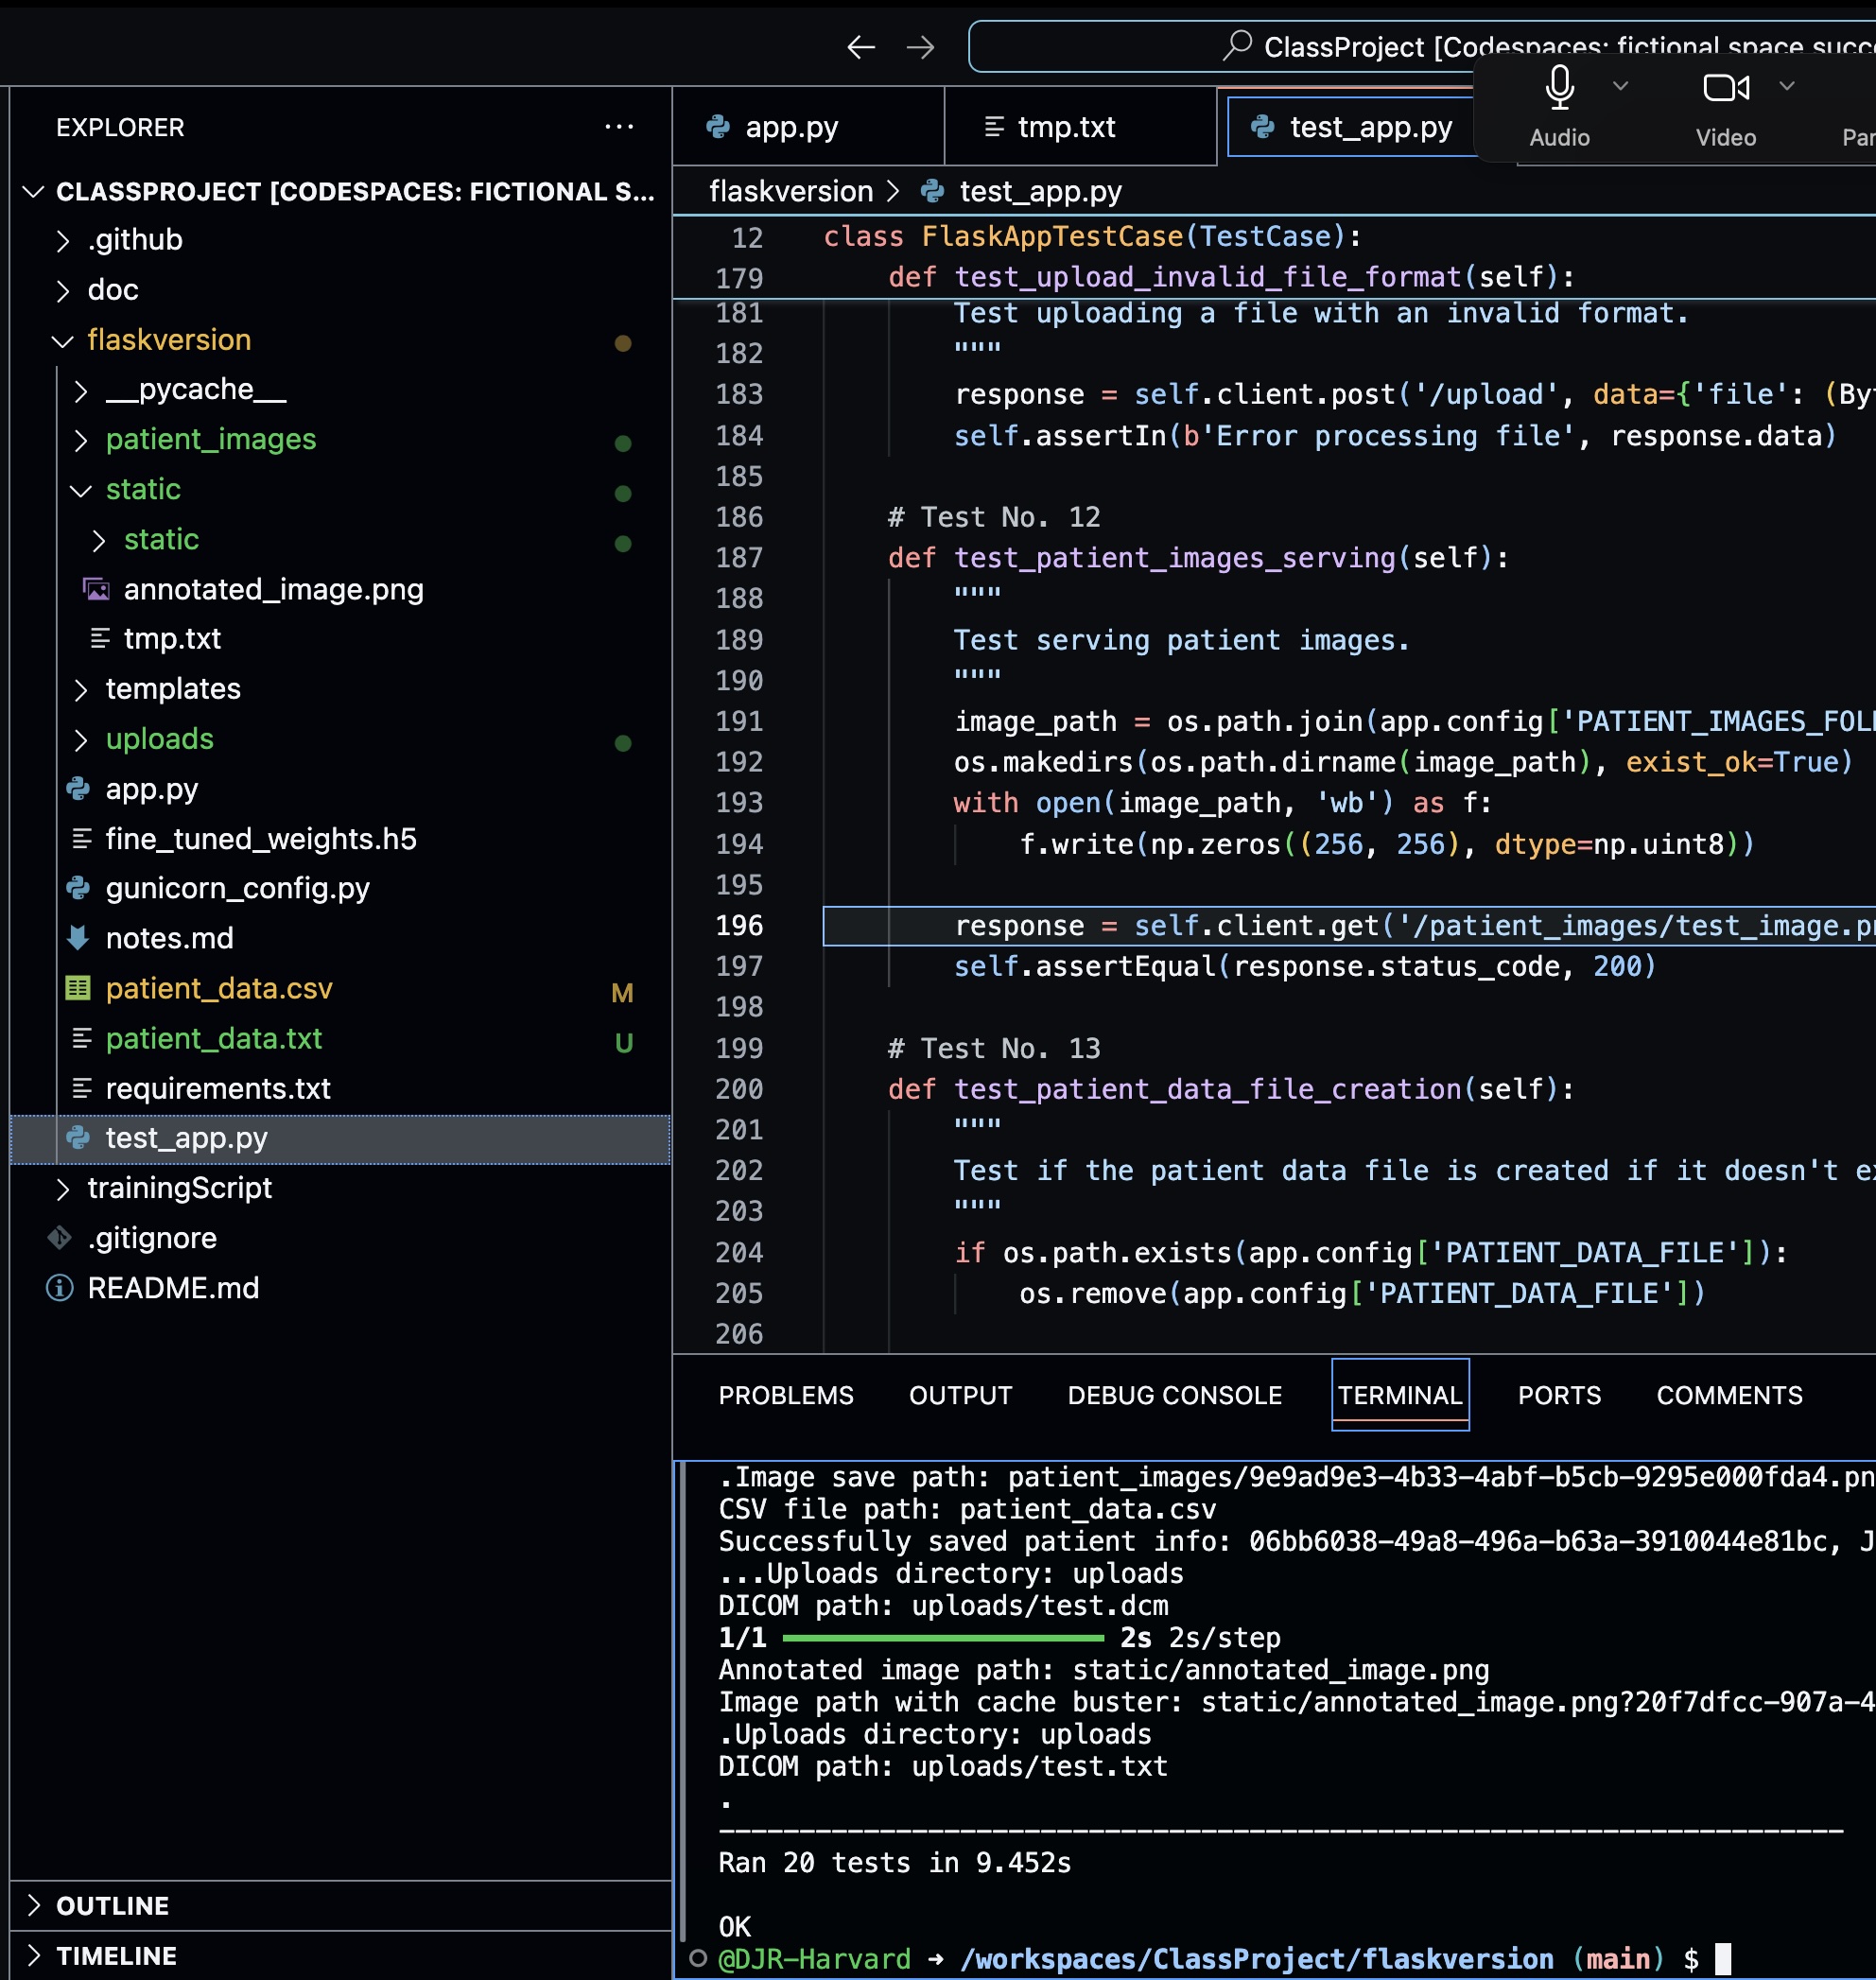 ClassProject [Codespaces: fictional space succ
Audio
Video
Par
EXPLORER
CLASSPROJECT [CODESPACES: FICTIONAL S...
.github
doc
flaskversion
__pycache__
patient_images
static
static
annotated_image.png
tmp.txt
templates
uploads
app.py
fine_tuned_weights.h5
gunicorn_config.py
notes.md
patient_data.csv M
patient_data.txt U
requirements.txt
test_app.py
trainingScript
.gitignore
README.md
OUTLINE
TIMELINE
app.py
tmp.txt
test_app.py
flaskversion > test_app.py
12 class FlaskAppTestCase(TestCase):
179 def test_upload_invalid_file_format(self):
181 Test uploading a file with an invalid format.
182 """
183 response = self.client.post('/upload', data={'file': (By
184 self.assertIn(b'Error processing file', response.data)
185
186 # Test No. 12
187 def test_patient_images_serving(self):
188 """
189 Test serving patient images.
190 """
191 image_path = os.path.join(app.config['PATIENT_IMAGES_FOL
192 os.makedirs(os.path.dirname(image_path), exist_ok=True)
193 with open(image_path, 'wb') as f:
194 f.write(np.zeros((256, 256), dtype=np.uint8))
195
196 response = self.client.get('/patient_images/test_image.p
197 self.assertEqual(response.status_code, 200)
198
199 # Test No. 13
200 def test_patient_data_file_creation(self):
201 """
202 Test if the patient data file is created if it doesn't e
203 """
204 if os.path.exists(app.config['PATIENT_DATA_FILE']):
205 os.remove(app.config['PATIENT_DATA_FILE'])
206
PROBLEMS OUTPUT DEBUG CONSOLE TERMINAL PORTS COMMENTS
.Image save path: patient_images/9e9ad9e3-4b33-4abf-b5cb-9295e000fda4.pn
CSV file path: patient_data.csv
Successfully saved patient info: 06bb6038-49a8-496a-b63a-3910044e81bc, J
...Uploads directory: uploads
DICOM path: uploads/test.dcm
1/1 2s 2s/step
Annotated image path: static/annotated_image.png
Image path with cache buster: static/annotated_image.png?20f7dfcc-907a-4
.Uploads directory: uploads
DICOM path: uploads/test.txt
.
----------------------------------------------------------------------
Ran 20 tests in 9.452s
OK
@DJR-Harvard ➜ /workspaces/ClassProject/flaskversion (main) $